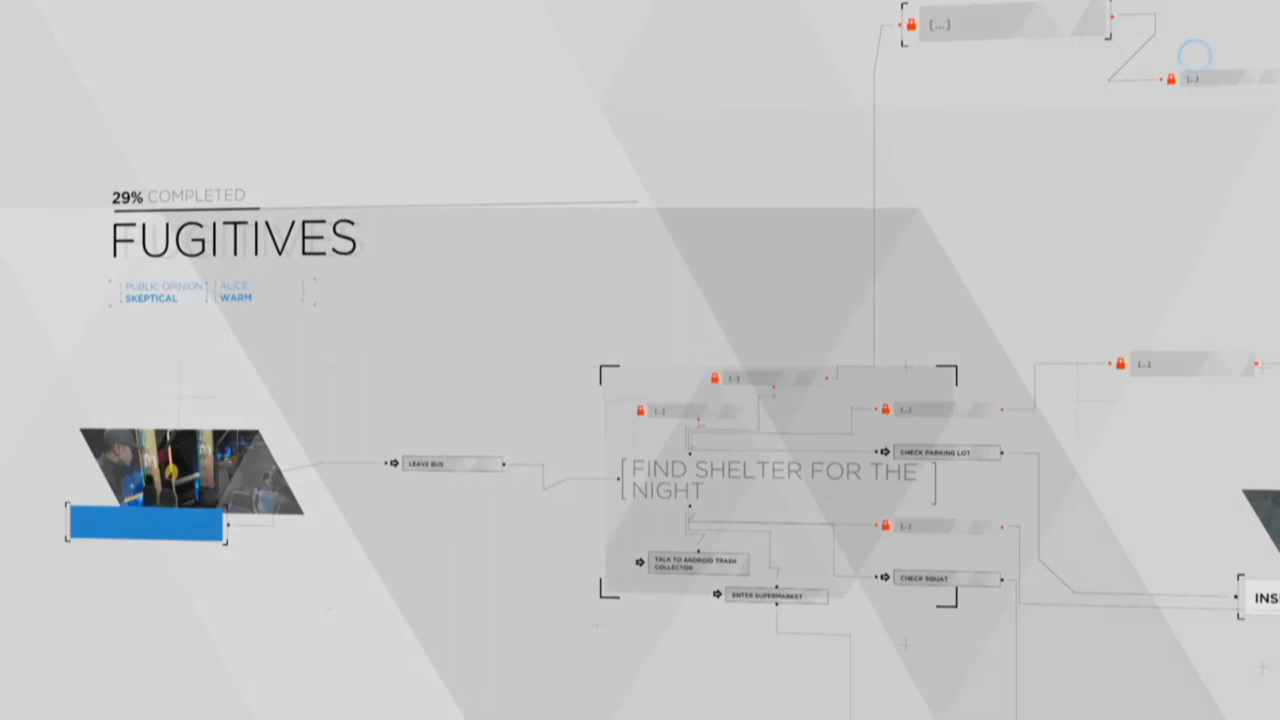 [...]
[...]
29% COMPLETED
FUGITIVES
PUBLIC OPINION
SKEPTICAL
ALICE
WARM
[...]
[...]
[...]
[...]
LEAVE BUS
CHECK PARKING LOT
FIND SHELTER FOR THE
NIGHT
[...]
TALK TO ANDROID TRASH
COLLECTOR
CHECK SQUAT
ENTER SUPERMARKET
INS